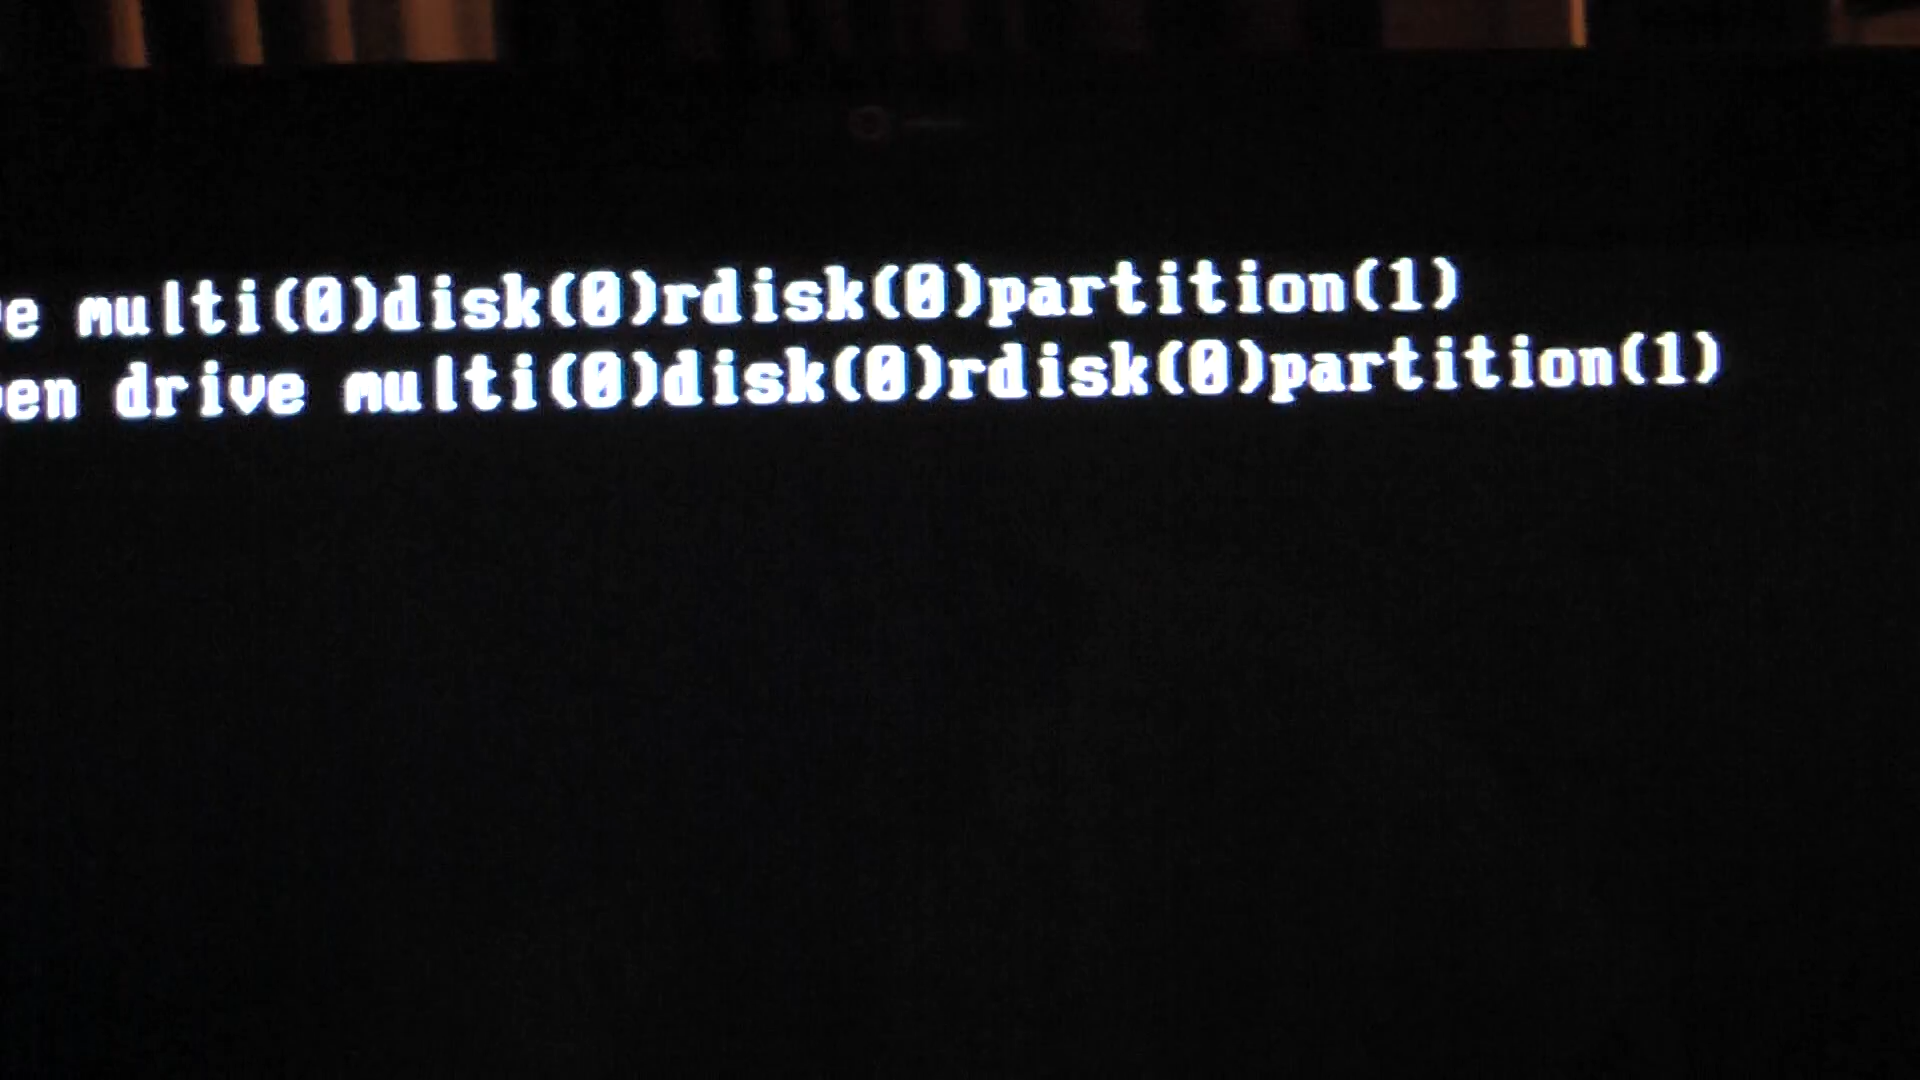 e multi(0)disk(0)rdisk(0)partition(1)
en drive multi(0)disk(0)rdisk(0)partition(1)